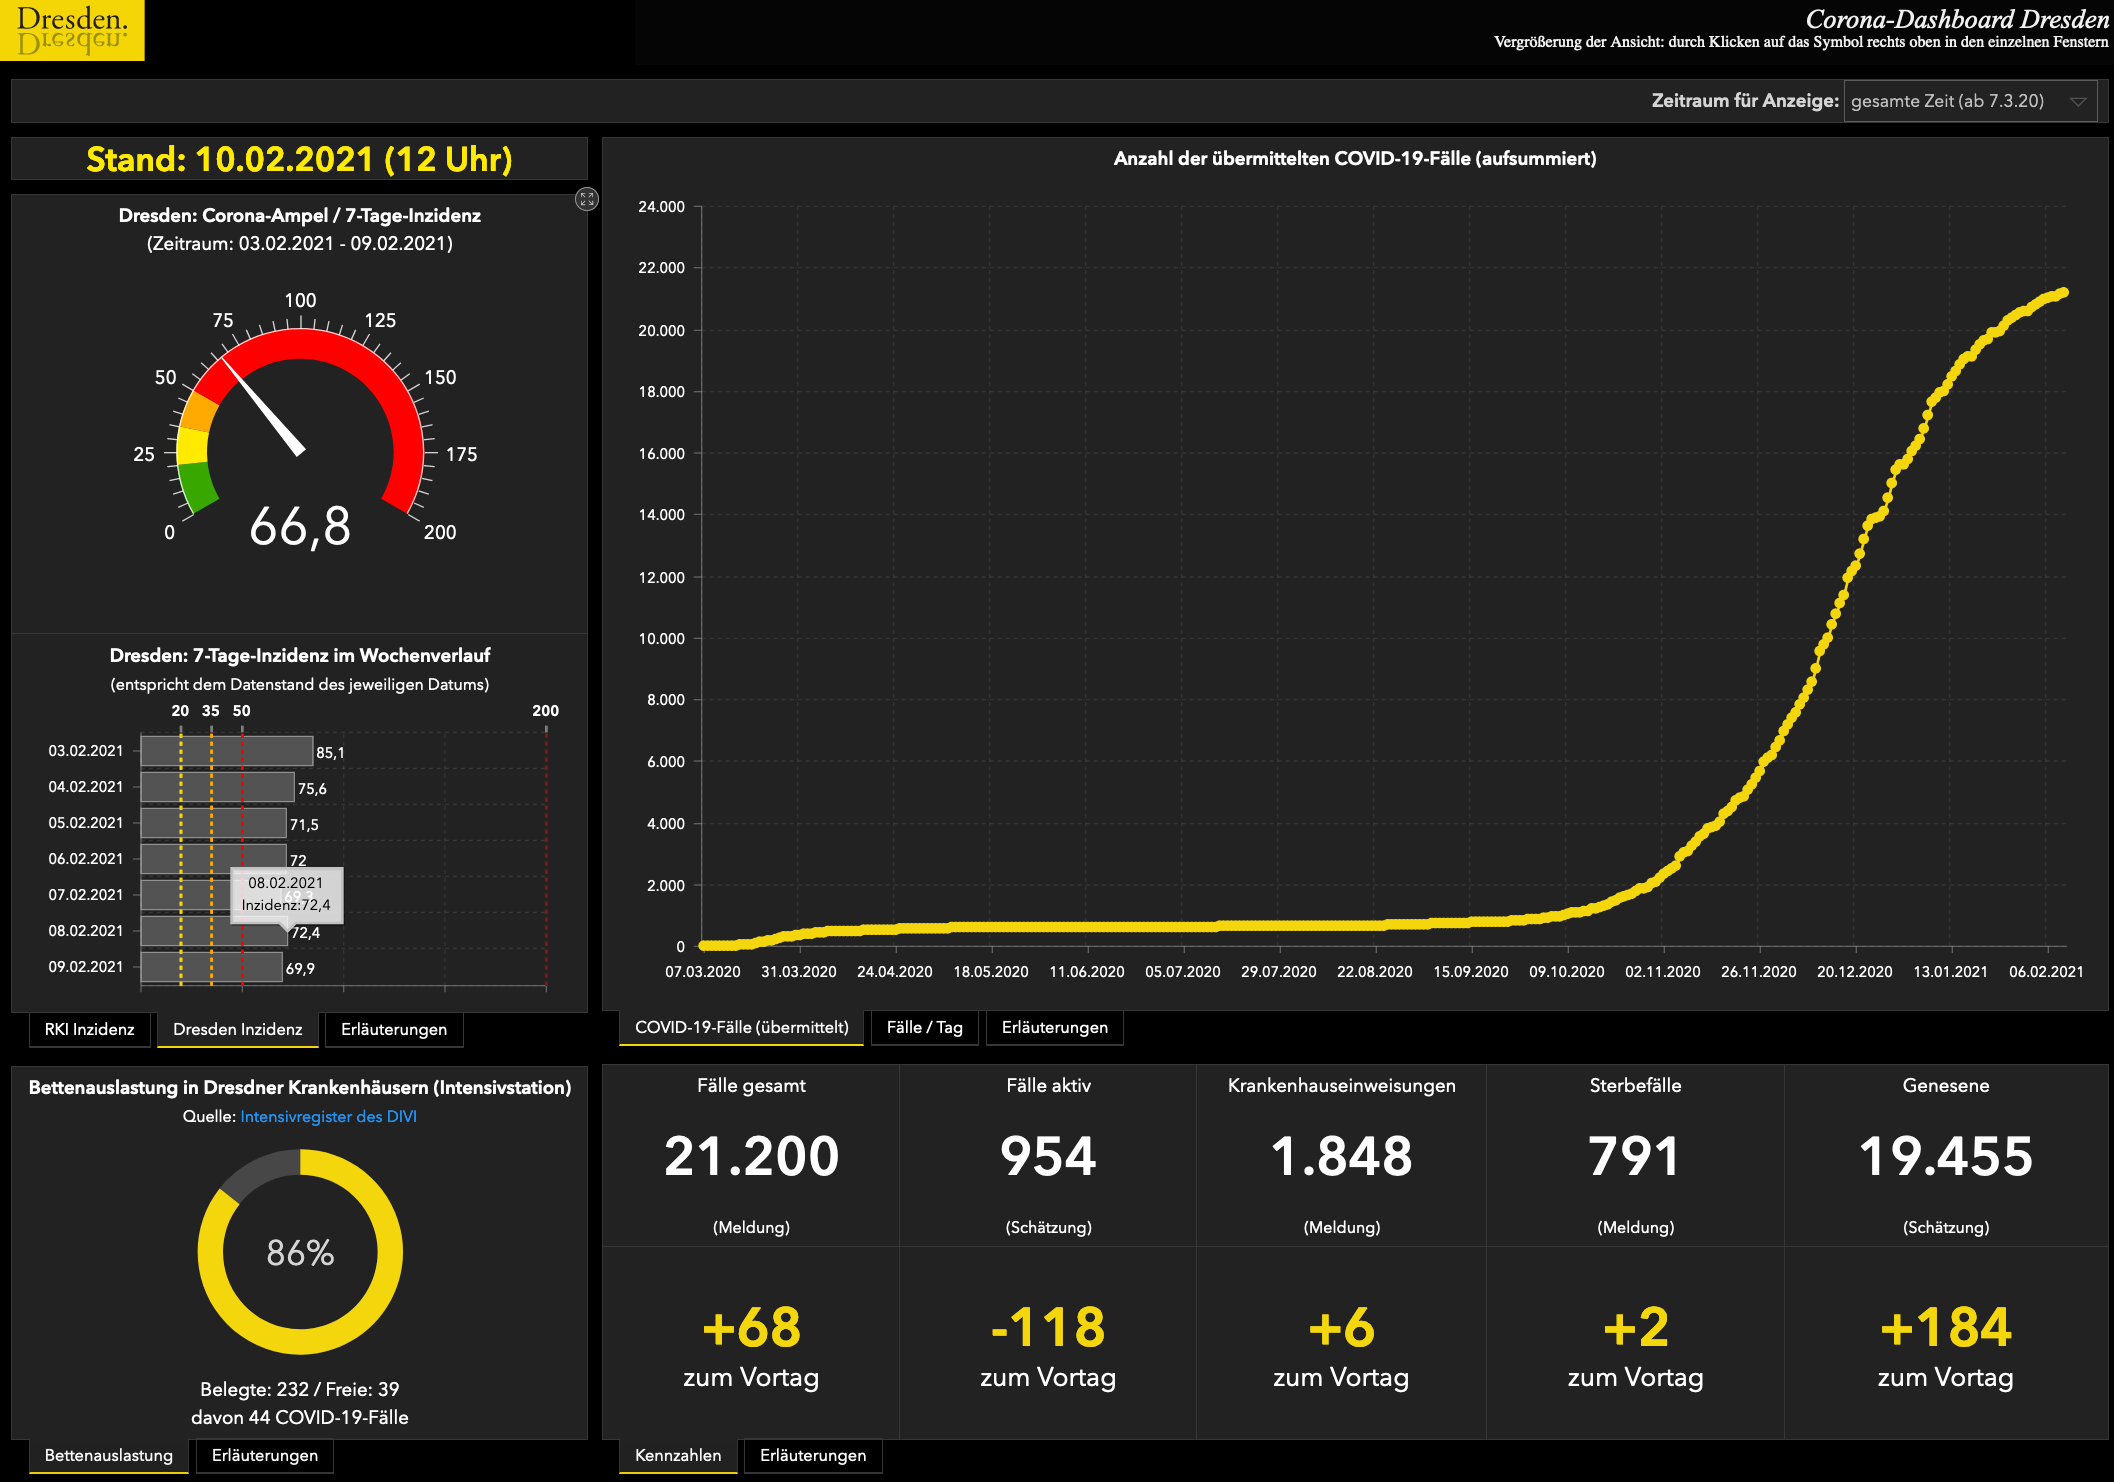 Dresden.
Dresden.
Corona-Dashboard Dresden
Vergrößerung der Ansicht: durch Klicken auf das Symbol rechts oben in den einzelnen Fenstern
Zeitraum für Anzeige: gesamte Zeit (ab 7.3.20)
Stand: 10.02.2021 (12 Uhr)
Dresden: Corona-Ampel / 7-Tage-Inzidenz
(Zeitraum: 03.02.2021 - 09.02.2021)
0
25
50
75
100
125
150
175
200
66,8
Dresden: 7-Tage-Inzidenz im Wochenverlauf
(entspricht dem Datenstand des jeweiligen Datums)
20 35 50 200
03.02.2021 85,1
04.02.2021 75,6
05.02.2021 71,5
06.02.2021 72
07.02.2021
08.02.2021 72,4
09.02.2021 69,9
08.02.2021
Inzidenz:72,4
RKI Inzidenz
Dresden Inzidenz
Erläuterungen
Anzahl der übermittelten COVID-19-Fälle (aufsummiert)
24.000
22.000
20.000
18.000
16.000
14.000
12.000
10.000
8.000
6.000
4.000
2.000
0
07.03.2020 31.03.2020 24.04.2020 18.05.2020 11.06.2020 05.07.2020 29.07.2020 22.08.2020 15.09.2020 09.10.2020 02.11.2020 26.11.2020 20.12.2020 13.01.2021 06.02.2021
COVID-19-Fälle (übermittelt)
Fälle / Tag
Erläuterungen
Bettenauslastung in Dresdner Krankenhäusern (Intensivstation)
Quelle: Intensivregister des DIVI
86%
Belegte: 232 / Freie: 39
davon 44 COVID-19-Fälle
Bettenauslastung
Erläuterungen
Fälle gesamt
21.200
(Meldung)
+68
zum Vortag
Fälle aktiv
954
(Schätzung)
-118
zum Vortag
Krankenhauseinweisungen
1.848
(Meldung)
+6
zum Vortag
Sterbefälle
791
(Meldung)
+2
zum Vortag
Genesene
19.455
(Schätzung)
+184
zum Vortag
Kennzahlen
Erläuterungen